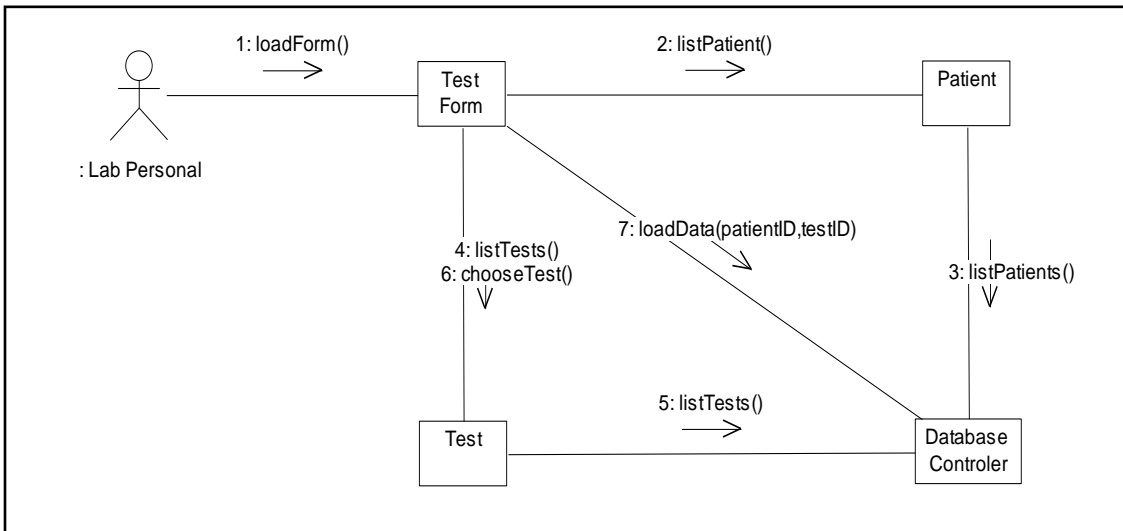 1: loadForm()
2: listPatient()
Test
Form
Patient
: Lab Personal
7: loadData(patientID,testID)
4: listTests()
6: chooseTest()
3: listPatients()
5: listTests()
Test
Database
Controler